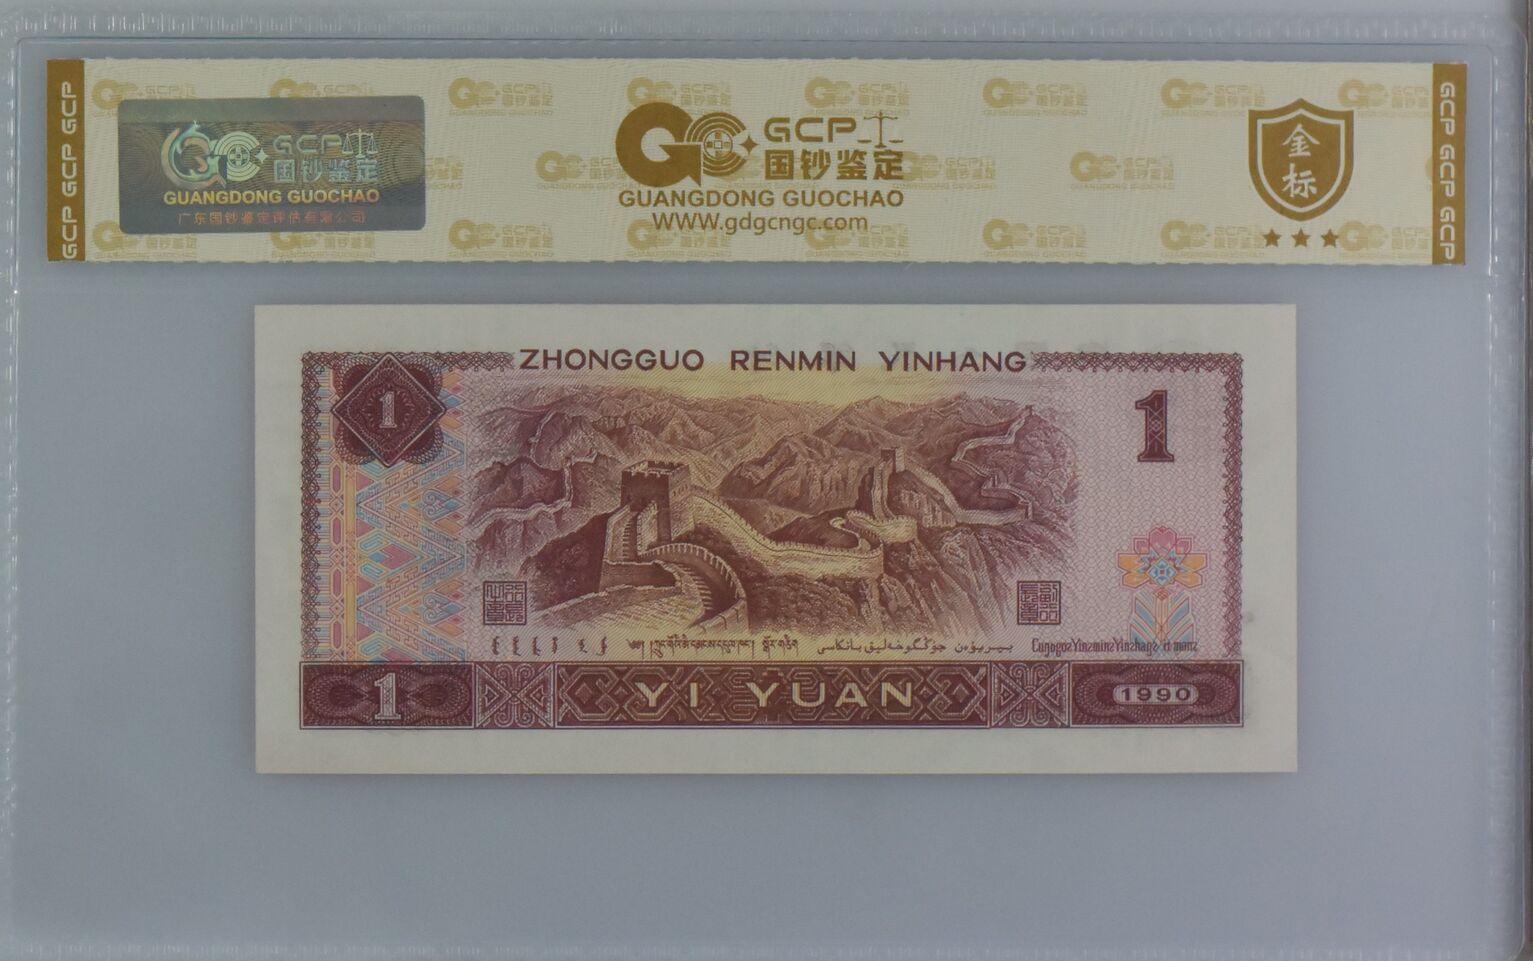 GCP GCP GCP
GCP
国钞鉴定
GUANGDONG GUOCHAO
广东国钞鉴定评估有限公司
GCP
国钞鉴定
GUANGDONG GUOCHAO
WWW.gdgcngc.com
金
标
GCP GCP GCP
ZHONGGUO RENMIN YINHANG
1
1
1
YI YUAN
1990